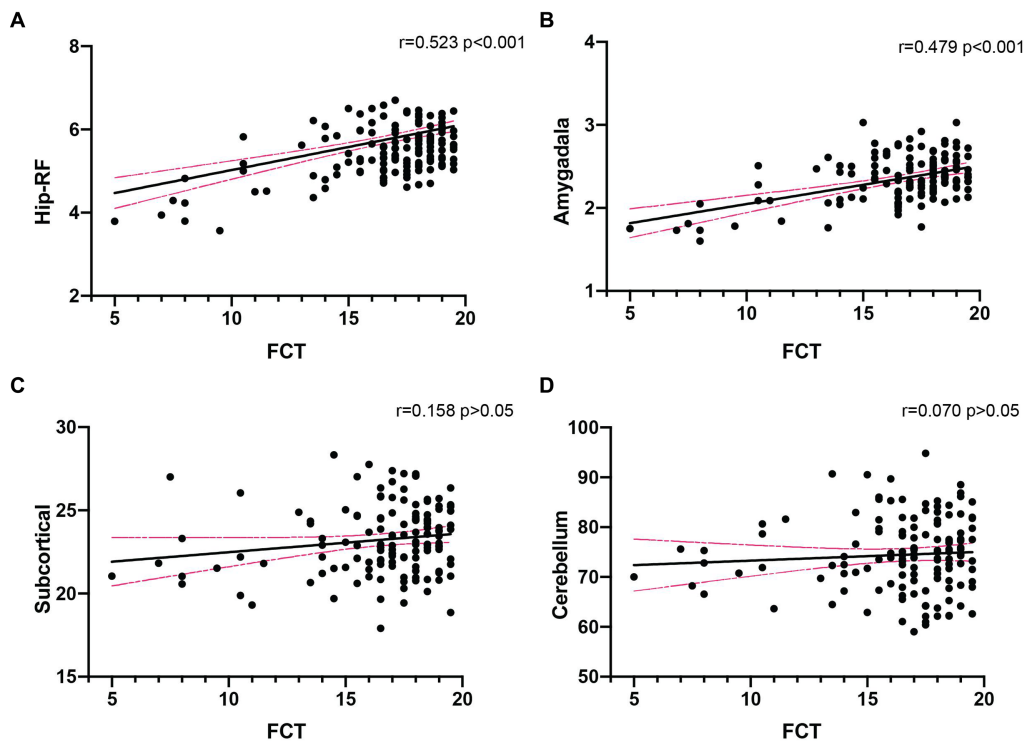 A
r=0.523 p<0.001
Hip-RF
8
6
4
2
5
10
15
20
FCT
B
r=0.479 p<0.001
Amygadala
4
3
2
1
5
10
15
20
FCT
C
r=0.158 p>0.05
Subcortical
30
25
20
15
5
10
15
20
FCT
D
r=0.070 p>0.05
Cerebellum
100
90
80
70
60
50
5
10
15
20
FCT